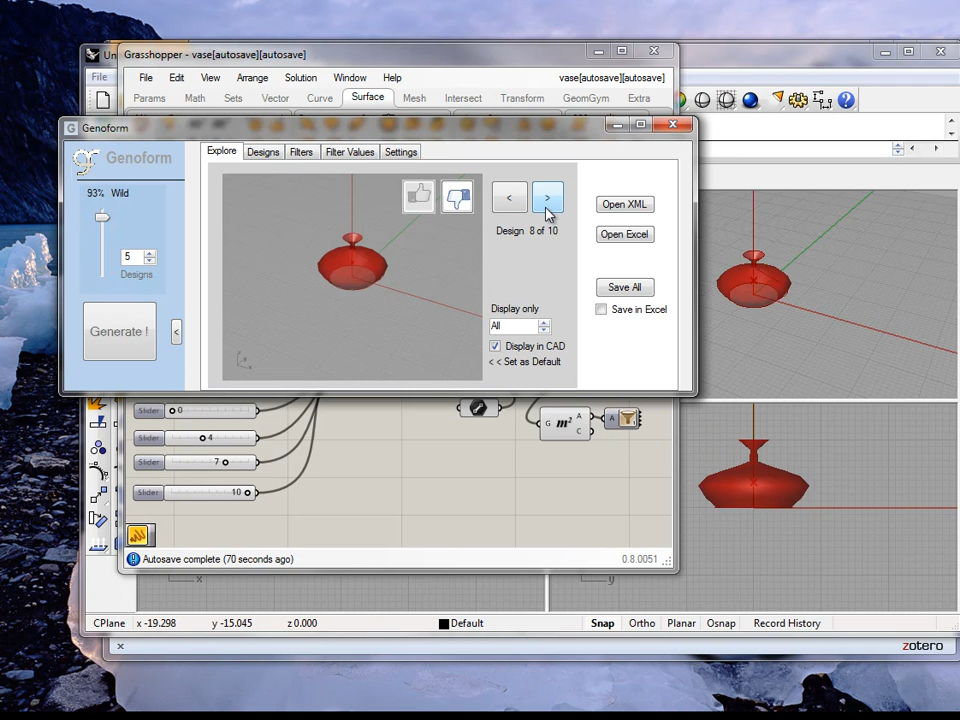 Grasshopper - vase[autosave][autosave]
File
File Edit View Arrange Solution Window Help vase[autosave][autosave]
Params Math Sets Vector Curve Surface Mesh Intersect Transform GeomGym Extra
Genoform
Genoform
93% Wild
5
Designs
Generate !
<
Explore Designs Filters Filter Values Settings
< >
Design 8 of 10
Display only
All
Display in CAD
< < Set as Default
Open XML
Open Excel
Save All
Save in Excel
Slider 0
Slider 4
Slider 7
Slider 10
G m² A C
A
Autosave complete (70 seconds ago) 0.8.0051
x
y
CPlane x -19.298 y -15.045 z 0.000 Default Snap Ortho Planar Osnap Record History
zotero